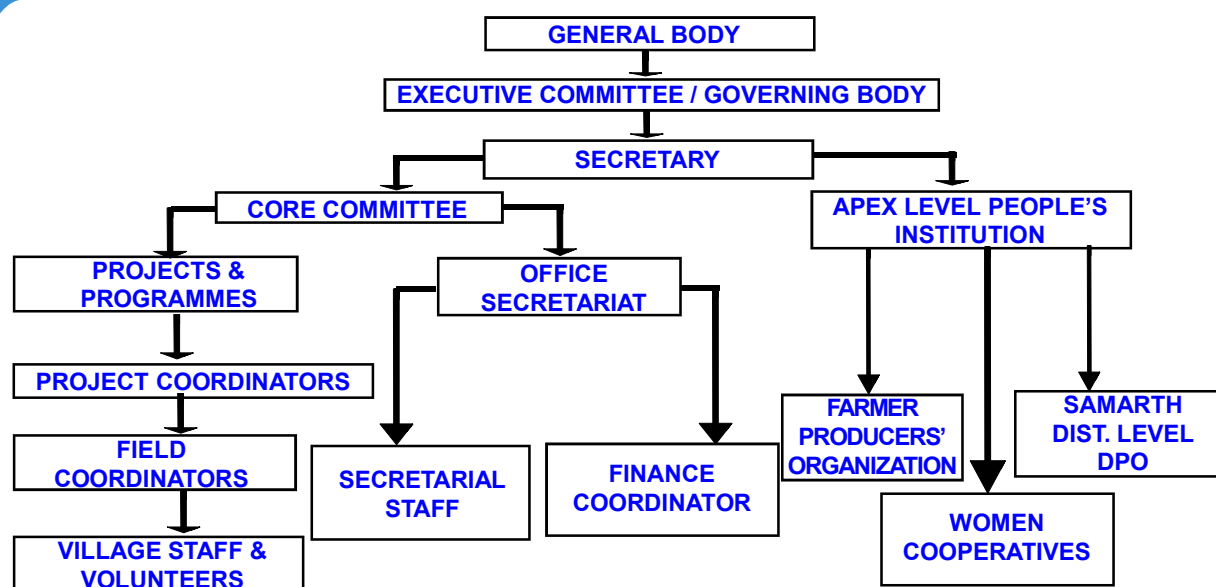 GENERAL BODY
EXECUTIVE COMMITTEE / GOVERNING BODY
SECRETARY
CORE COMMITTEE
APEX LEVEL PEOPLE'S
INSTITUTION
PROJECTS &
PROGRAMMES
OFFICE
SECRETARIAT
PROJECT COORDINATORS
FARMER
PRODUCERS'
ORGANIZATION
SAMARTH
DIST. LEVEL
DPO
FIELD
COORDINATORS
SECRETARIAL
STAFF
FINANCE
COORDINATOR
WOMEN
COOPERATIVES
VILLAGE STAFF &
VOLUNTEERS